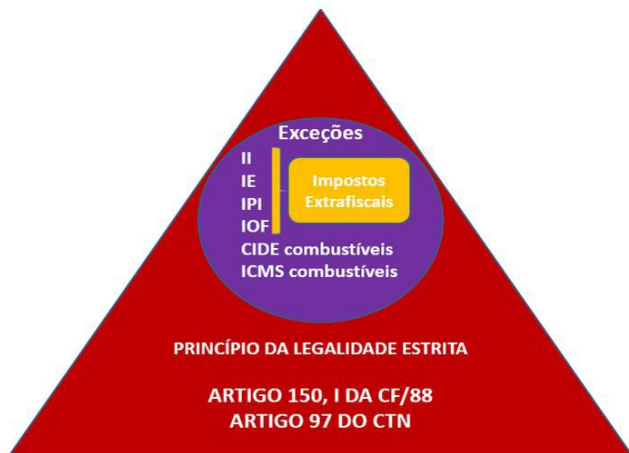 Exceções
II
IE
IPI
IOF
Impostos
Extrafiscais
CIDE combustíveis
ICMS combustíveis
PRINCÍPIO DA LEGALIDADE ESTRITA
ARTIGO 150, I DA CF/88
ARTIGO 97 DO CTN